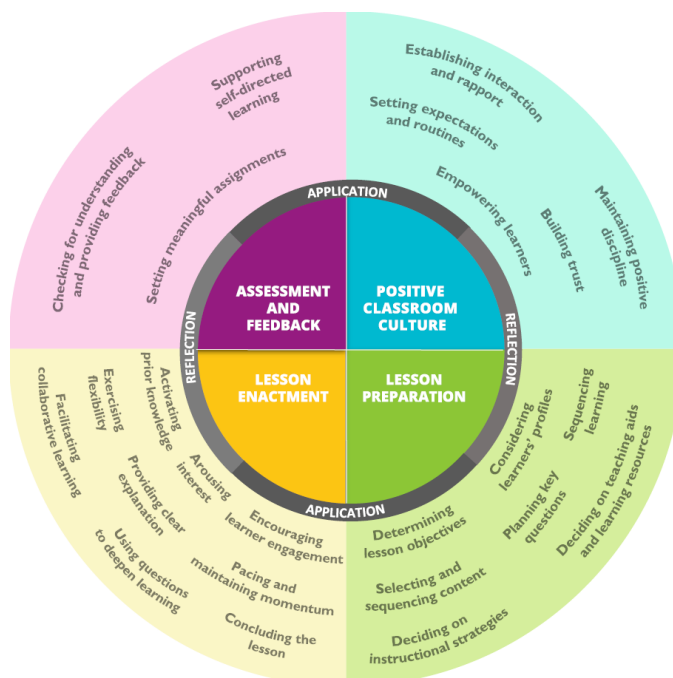 Supporting
self-directed
learning
Checking for understanding
and providing feedback
Setting meaningful assignments
Establishing interaction
and rapport
Setting expectations
and routines
Empowering learners
Building trust
Maintaining positive
discipline
APPLICATION
REFLECTION
ASSESSMENT
AND
FEEDBACK
POSITIVE
CLASSROOM
CULTURE
REFLECTION
LESSON
ENACTMENT
LESSON
PREPARATION
APPLICATION
Activating
prior knowledge
Exercising
flexibility
Facilitating
collaborative learning
Arousing
interest
Providing clear
explanation
Using questions
to deepen learning
Encouraging
learner engagement
Pacing and
maintaining momentum
Concluding the
lesson
Considering
learners' profiles
Sequencing
learning
Deciding on teaching aids
and learning resources
Planning key
questions
Determining
lesson objectives
Selecting and
sequencing content
Deciding on
instructional strategies